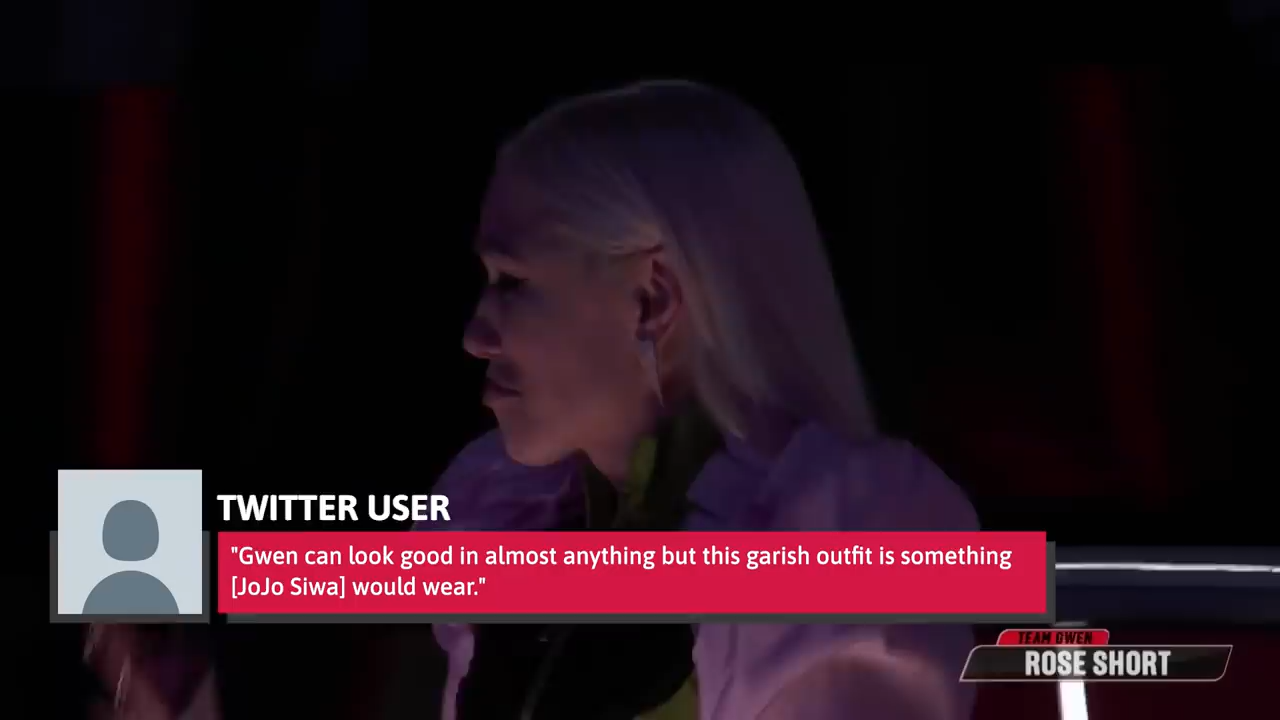 TWITTER USER
"Gwen can look good in almost anything but this garish outfit is something
[JoJo Siwa] would wear."
TEAM GWEN
ROSE SHORT